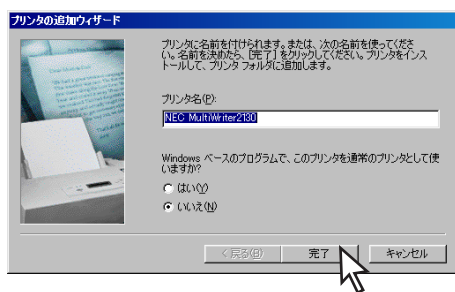 プリンタの追加ウィザード
プリンタに名前を付けられます。または、次の名前を使ってくださ
い。名前を決めたら、[完了]をクリックしてください。プリンタをインス
トールして、プリンタ フォルダに追加します。
プリンタ名(P):
NEC MultiWriter2130
Windows ベースのプログラムで、このプリンタを通常のプリンタとして使
いますか?
はい(Y)
いいえ(N)
< 戻る(B)
完了
キャンセル